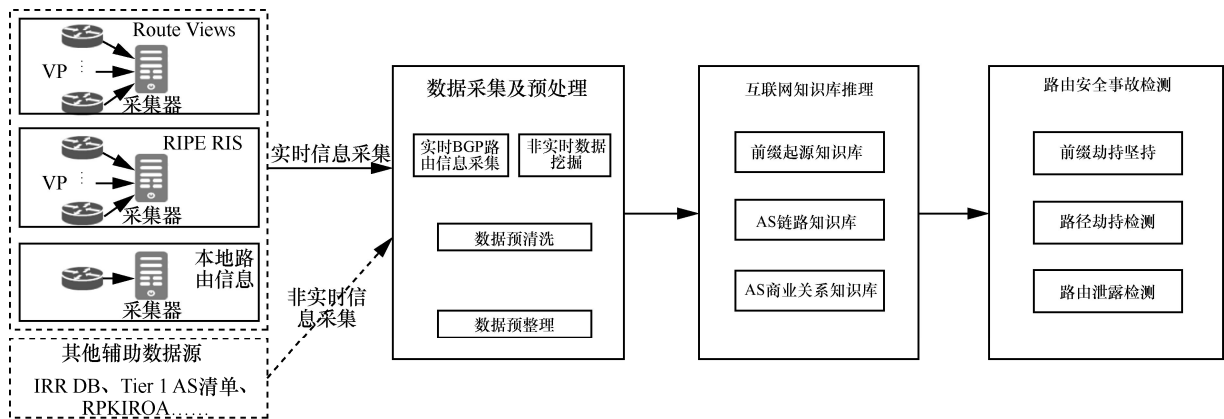 Route Views
VP
采集器
RIPE RIS
VP
采集器
本地路
由信息
采集器
其他辅助数据源
IRR DB、Tier 1 AS清单、
RPKIROA……
实时信息采集
非实时信
息采集
数据采集及预处理
实时BGP路
由信息采集
非实时数据
挖掘
数据预清洗
数据预整理
互联网知识库推理
前缀起源知识库
AS链路知识库
AS商业关系知识库
路由安全事故检测
前缀劫持坚持
路径劫持检测
路由泄露检测